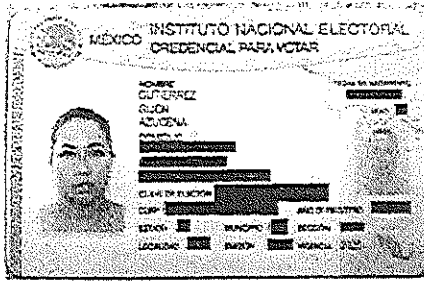 MÉXICO INSTITUTO NACIONAL ELECTORAL
CREDENCIAL PARA VOTAR
NOMBRE
GUTIERREZ
GIJON
AZUCENA
DOMICILIO
FECHA DE NACIMIENTO
SEXO
CLAVE DE ELECTOR
CURP
AÑO DE REGISTRO
ESTADO
MUNICIPIO
SECCIÓN
LOCALIDAD
EMISIÓN
VIGENCIA